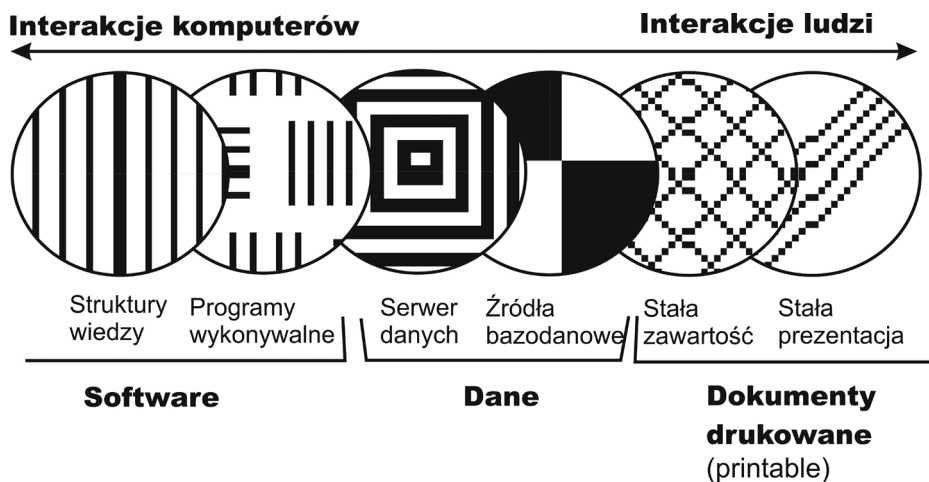 Interakcje komputerów
Interakcje ludzi
Struktury
wiedzy
Programy
wykonywalne
Serwer
danych
Źródła
bazodanowe
Stała
zawartość
Stała
prezentacja
Software
Dane
Dokumenty
drukowane
(printable)